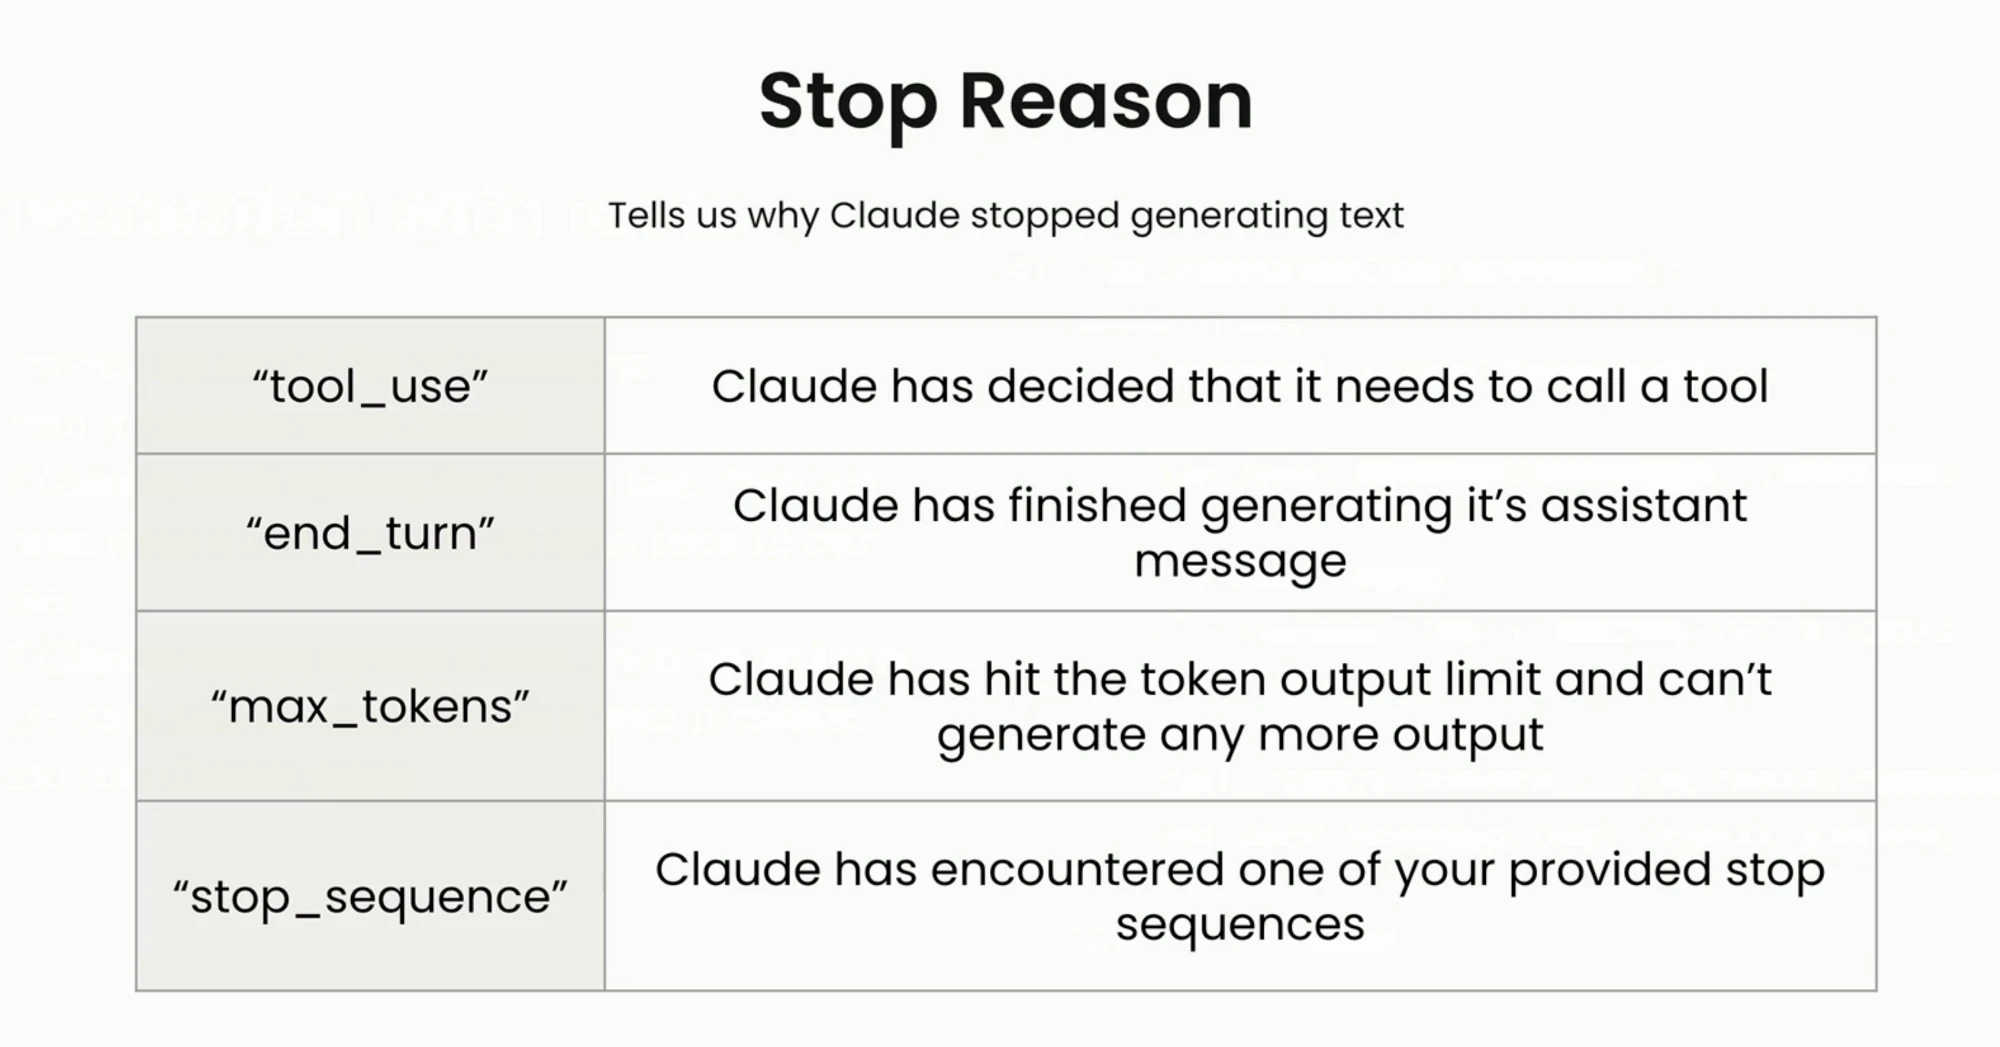 Stop Reason
Tells us why Claude stopped generating text
“tool_use”
Claude has decided that it needs to call a tool
“end_turn”
Claude has finished generating it’s assistant
message
“max_tokens”
Claude has hit the token output limit and can’t
generate any more output
“stop_sequence”
Claude has encountered one of your provided stop
sequences